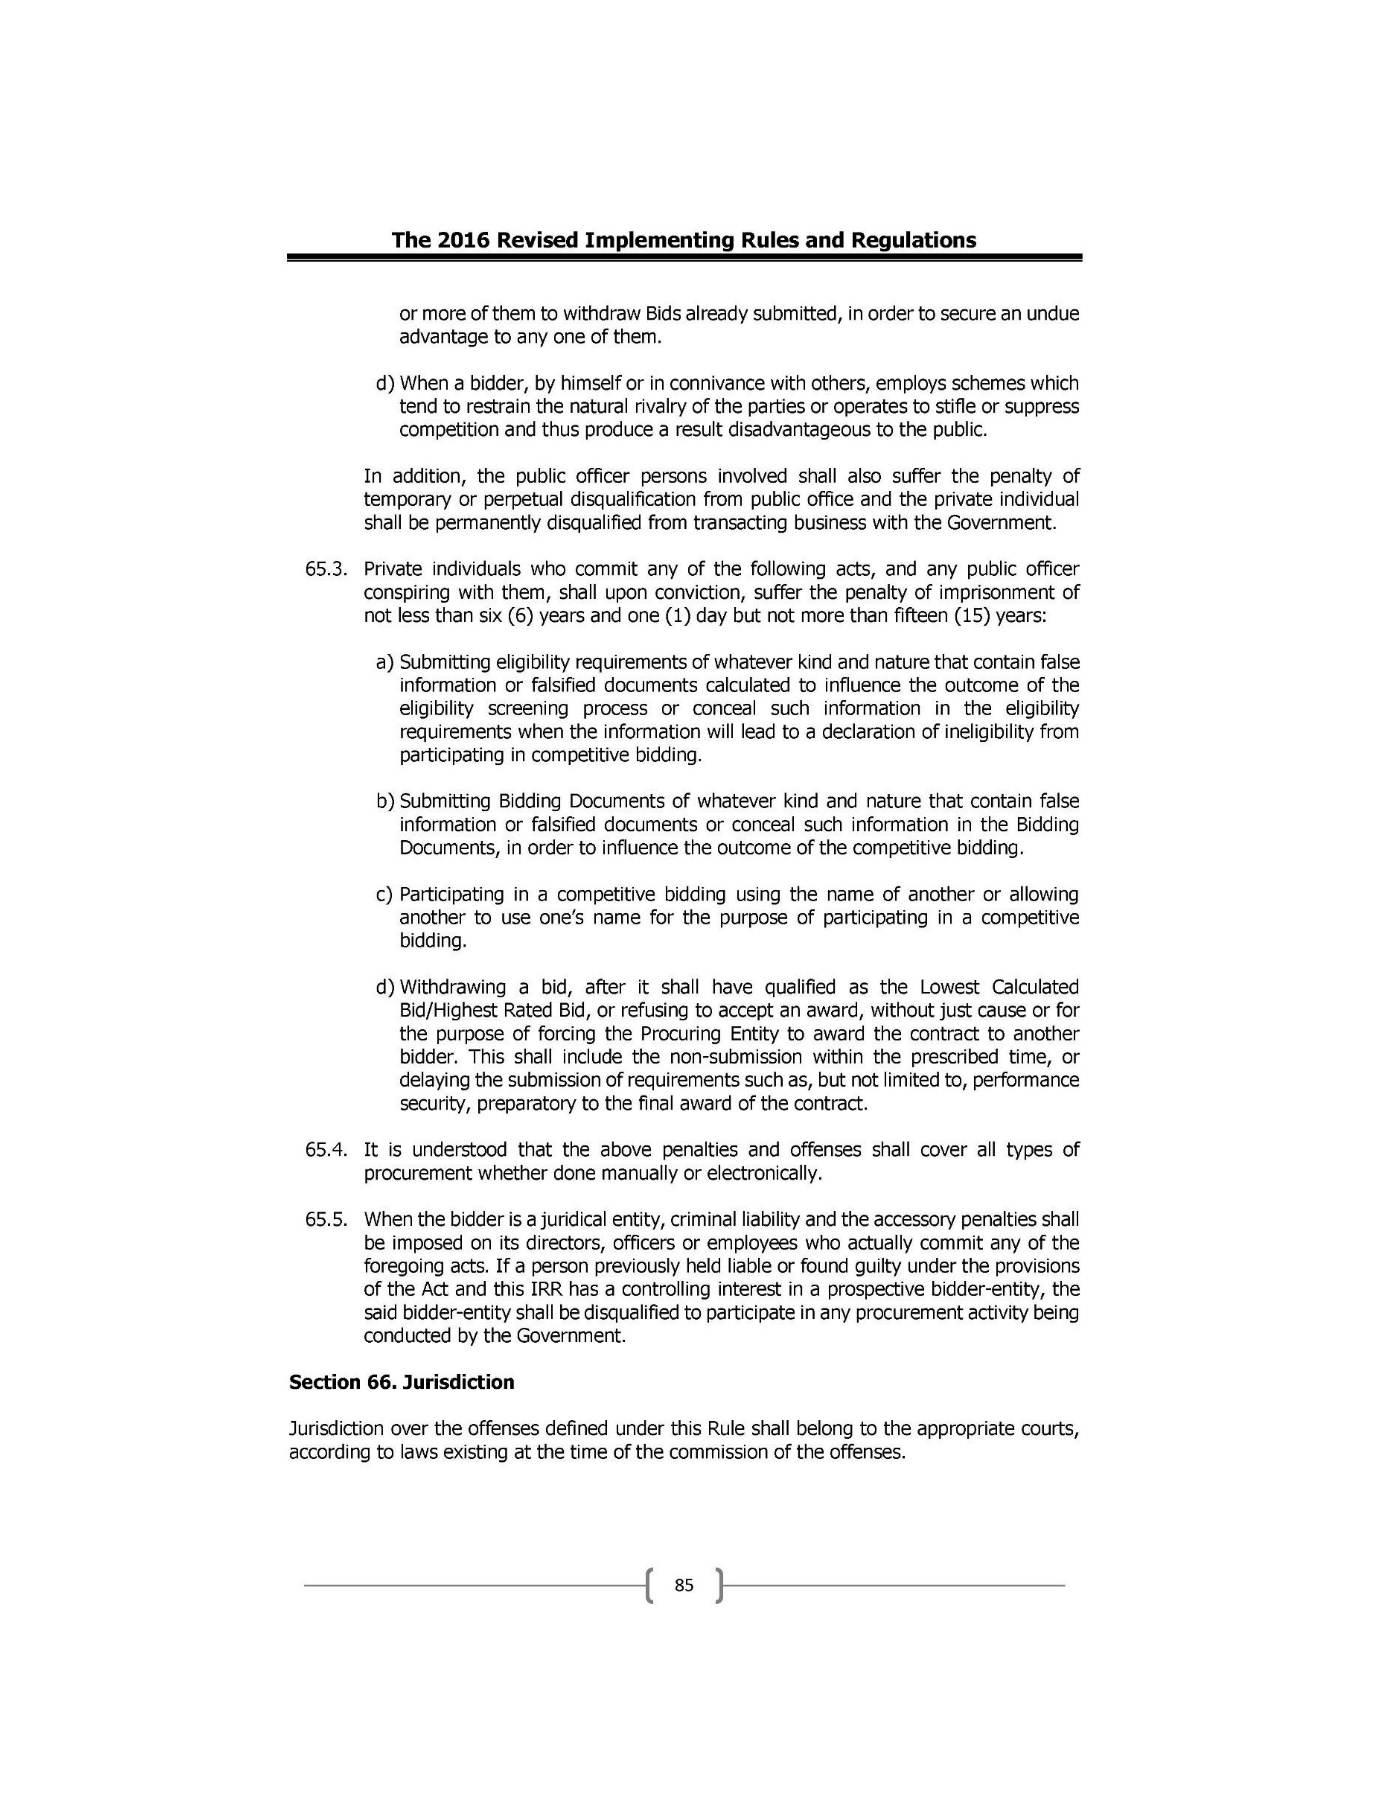 The 2016 Revised Implementing Rules and Regulations
or more of them to withdraw Bids already submitted, in order to secure an undue
advantage to any one of them.
d) When a bidder, by himself or in connivance with others, employs schemes which
tend to restrain the natural rivalry of the parties or operates to stifle or suppress
competition and thus produce a result disadvantageous to the public.
In addition, the public officer persons involved shall also suffer the penalty of
temporary or perpetual disqualification from public office and the private individual
shall be permanently disqualified from transacting business with the Government.
65.3. Private individuals who commit any of the following acts, and any public officer
conspiring with them, shall upon conviction, suffer the penalty of imprisonment of
not less than six (6) years and one (1) day but not more than fifteen (15) years:
a) Submitting eligibility requirements of whatever kind and nature that contain false
information or falsified documents calculated to influence the outcome of the
eligibility screening process or conceal such information in the eligibility
requirements when the information will lead to a declaration of ineligibility from
participating in competitive bidding.
b) Submitting Bidding Documents of whatever kind and nature that contain false
information or falsified documents or conceal such information in the Bidding
Documents, in order to influence the outcome of the competitive bidding.
c) Participating in a competitive bidding using the name of another or allowing
another to use one's name for the purpose of participating in a competitive
bidding.
d) Withdrawing a bid, after it shall have qualified as the Lowest Calculated
Bid/Highest Rated Bid, or refusing to accept an award, without just cause or for
the purpose of forcing the Procuring Entity to award the contract to another
bidder. This shall include the non-submission within the prescribed time, or
delaying the submission of requirements such as, but not limited to, performance
security, preparatory to the final award of the contract.
65.4. It is understood that the above penalties and offenses shall cover all types of
procurement whether done manually or electronically.
65.5. When the bidder is a juridical entity, criminal liability and the accessory penalties shall
be imposed on its directors, officers or employees who actually commit any of the
foregoing acts. If a person previously held liable or found guilty under the provisions
of the Act and this IRR has a controlling interest in a prospective bidder-entity, the
said bidder-entity shall be disqualified to participate in any procurement activity being
conducted by the Government.
Section 66. Jurisdiction
Jurisdiction over the offenses defined under this Rule shall belong to the appropriate courts,
according to laws existing at the time of the commission of the offenses.
85